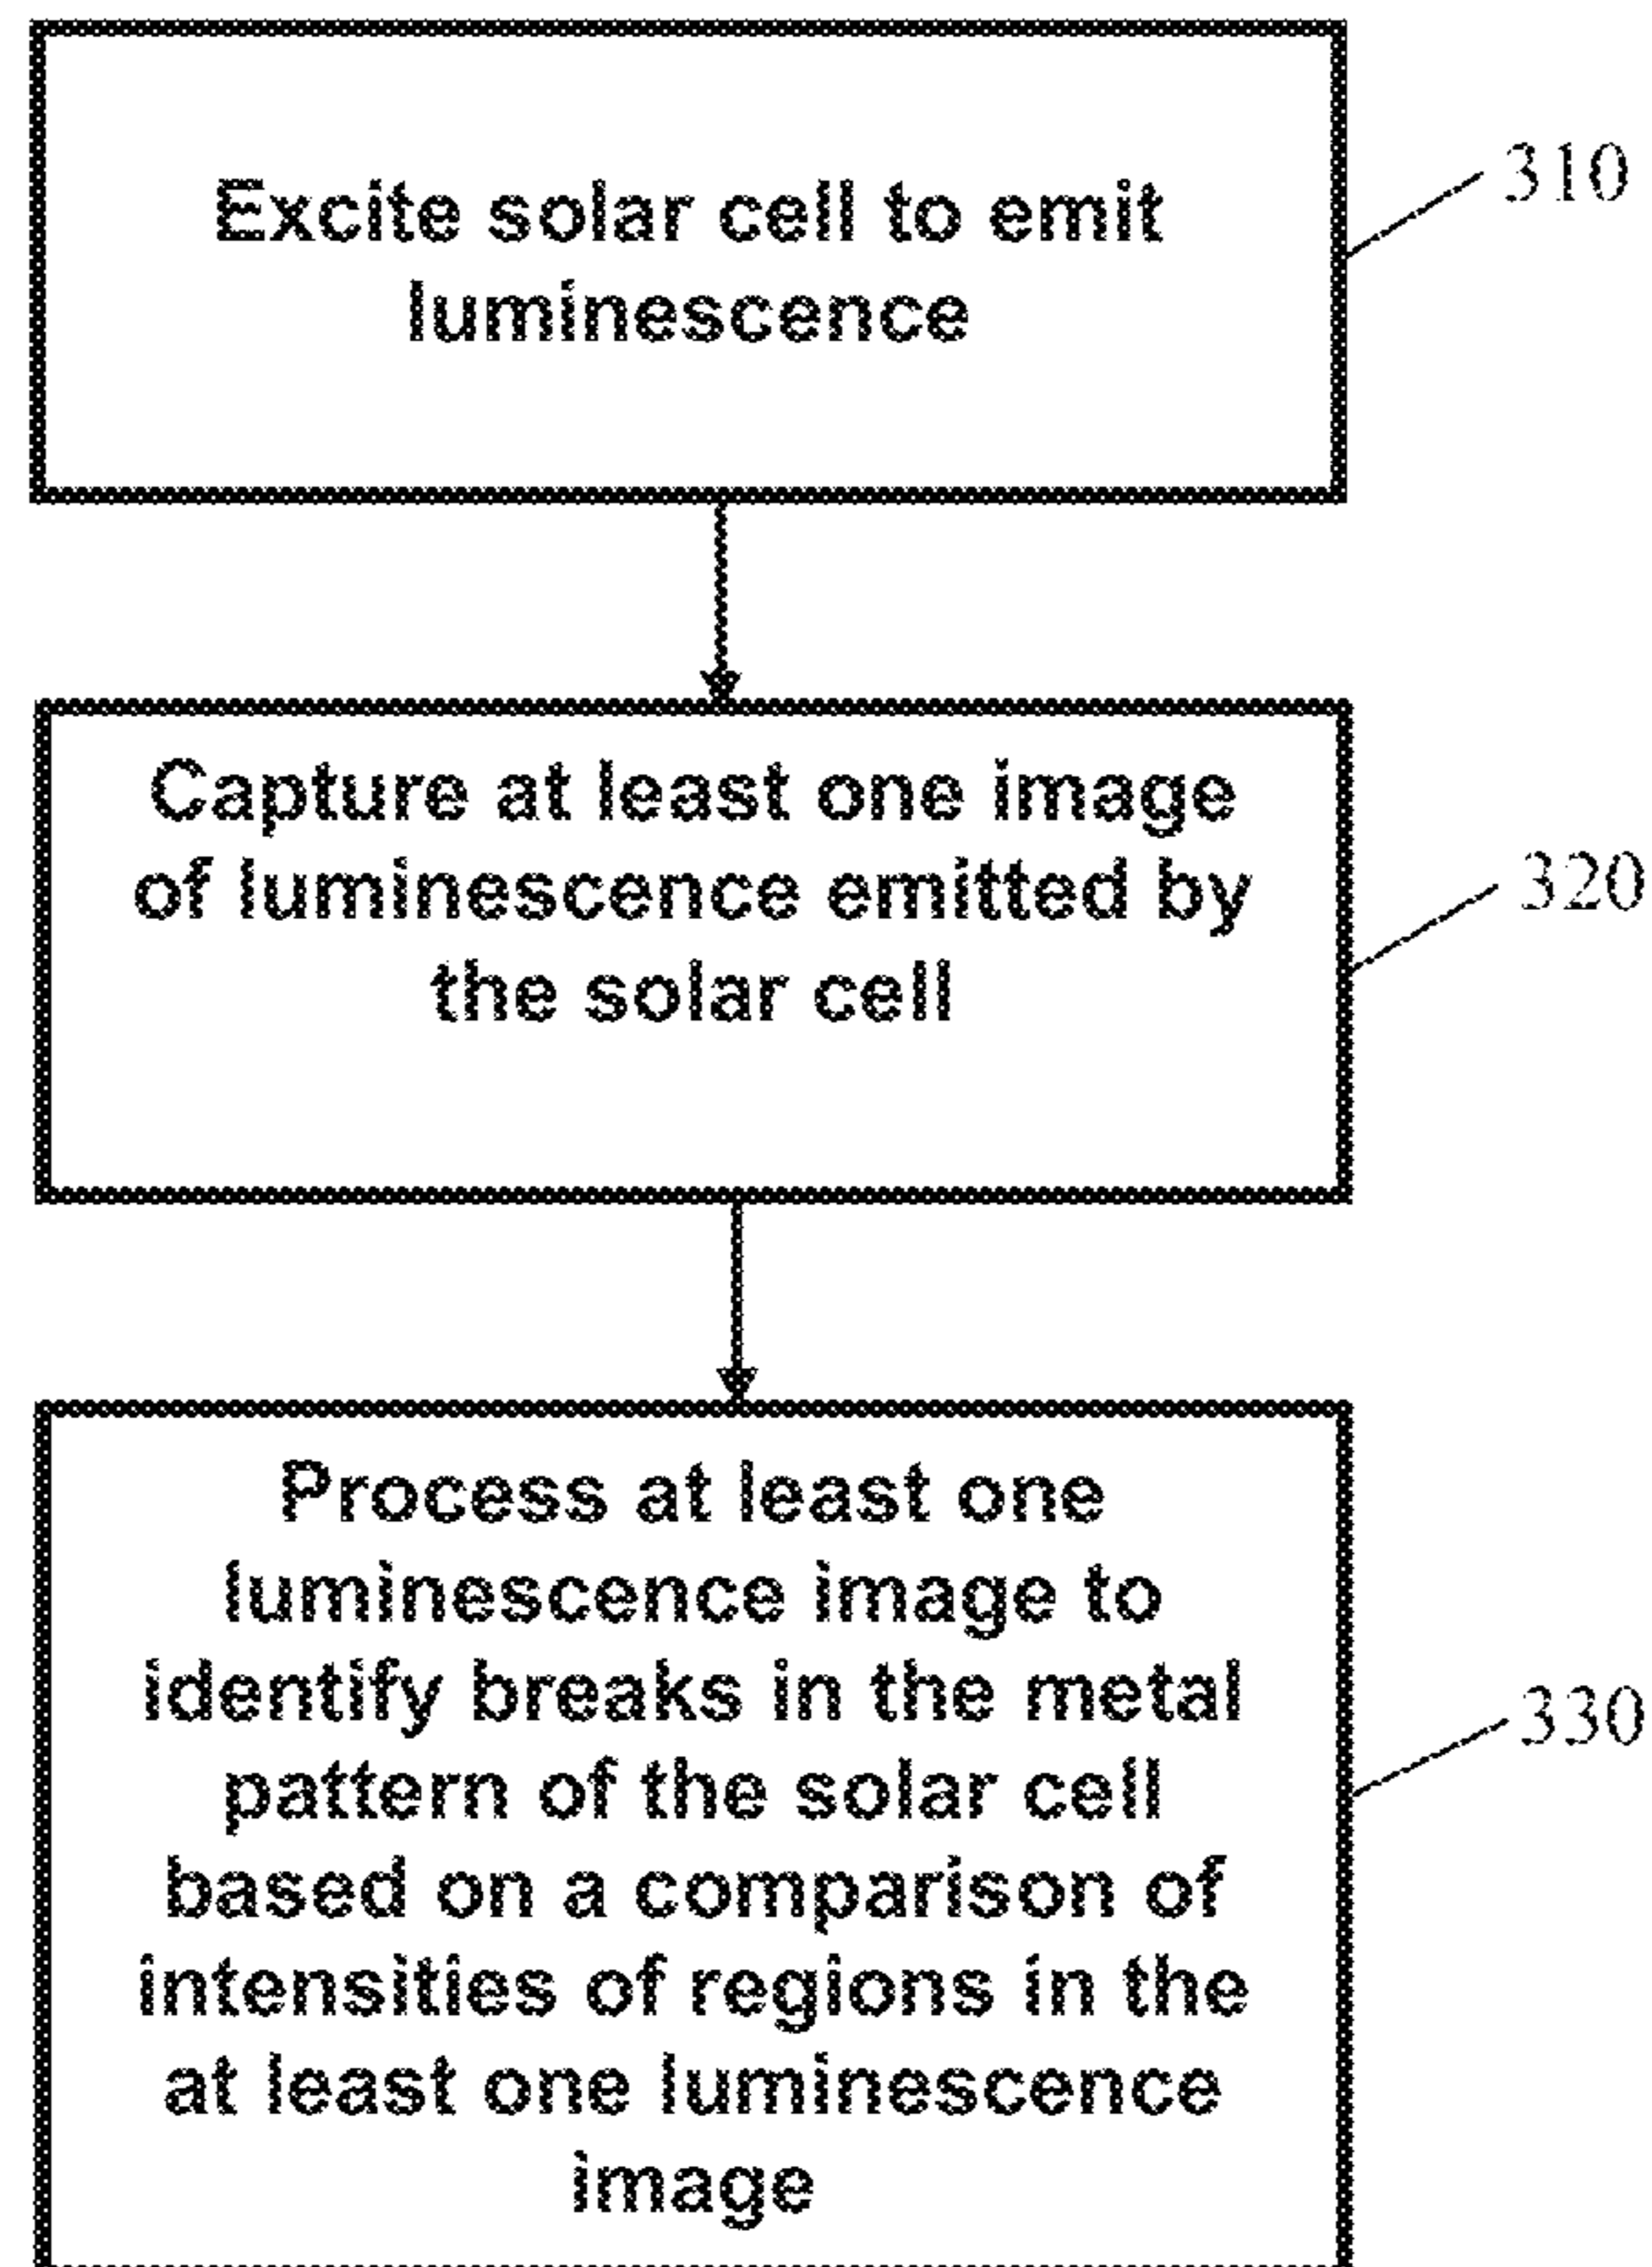 Excite solar cell to emit
luminescence
310
Capture at least one image
of luminescence emitted by
the solar cell
320
Process at least one
luminescence image to
identify breaks in the metal
pattern of the solar cell
based on a comparison of
intensities of regions in the
at least one luminescence
image
330